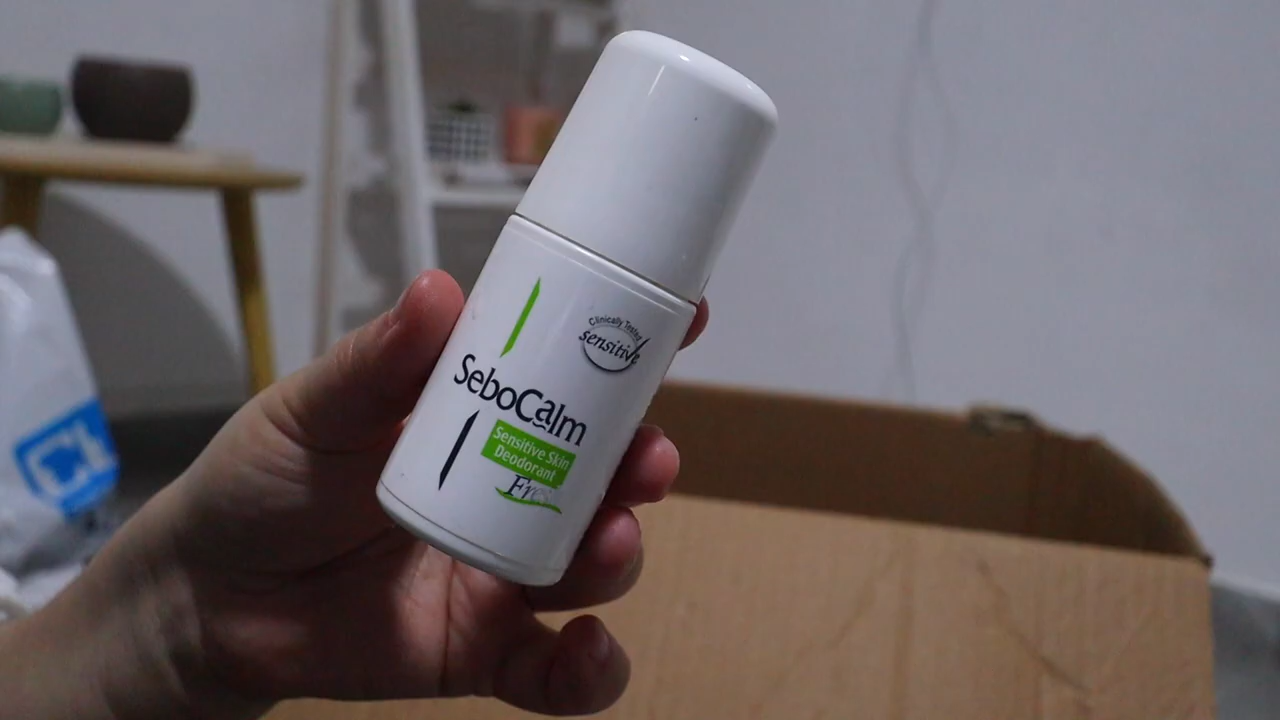 Clinically Tested
sensitive
SeboCalm
Sensitive Skin
Deodorant